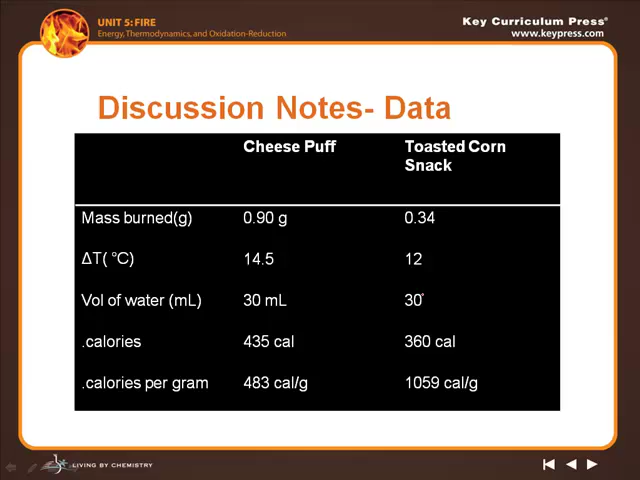 UNIT 5: FIRE
Energy, Thermodynamics, and Oxidation-Reduction
Key Curriculum Press®
www.keypress.com
Discussion Notes- Data
Cheese Puff
Toasted Corn
Snack
Mass burned(g) 0.90 g 0.34
ΔT( °C) 14.5 12
Vol of water (mL) 30 mL 30
.calories 435 cal 360 cal
.calories per gram 483 cal/g 1059 cal/g
LIVING BY CHEMISTRY